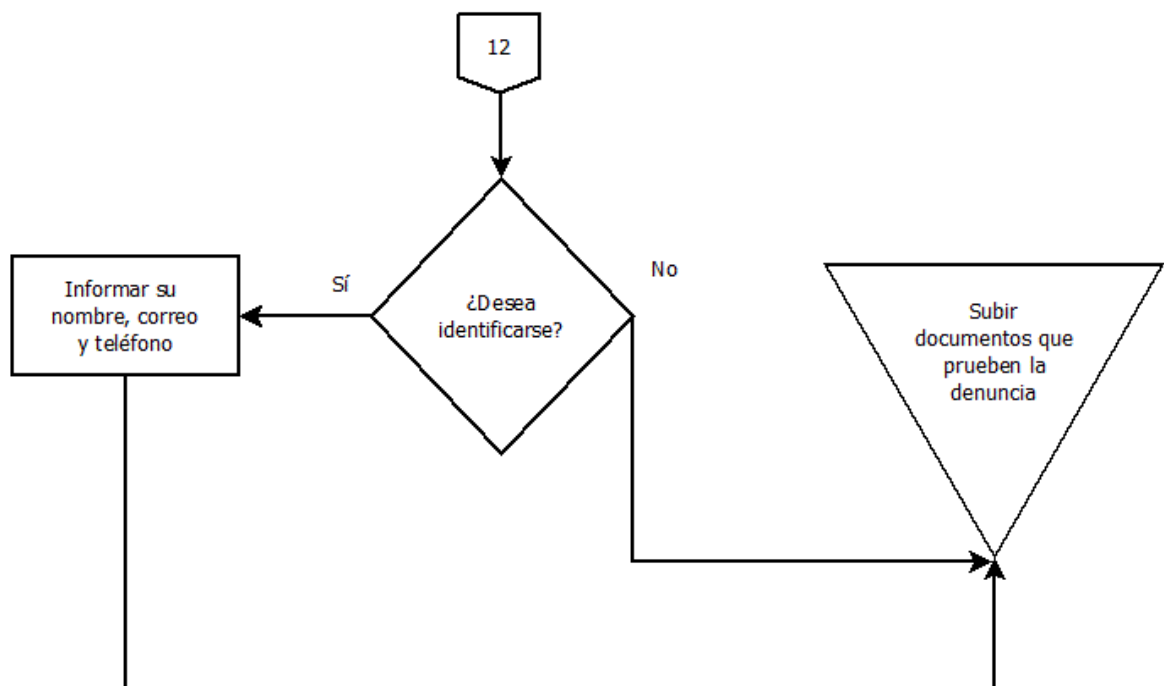 12
Sí
No
Informar su
nombre, correo
y teléfono
¿Desea
identificarse?
Subir
documentos que
prueben la
denuncia